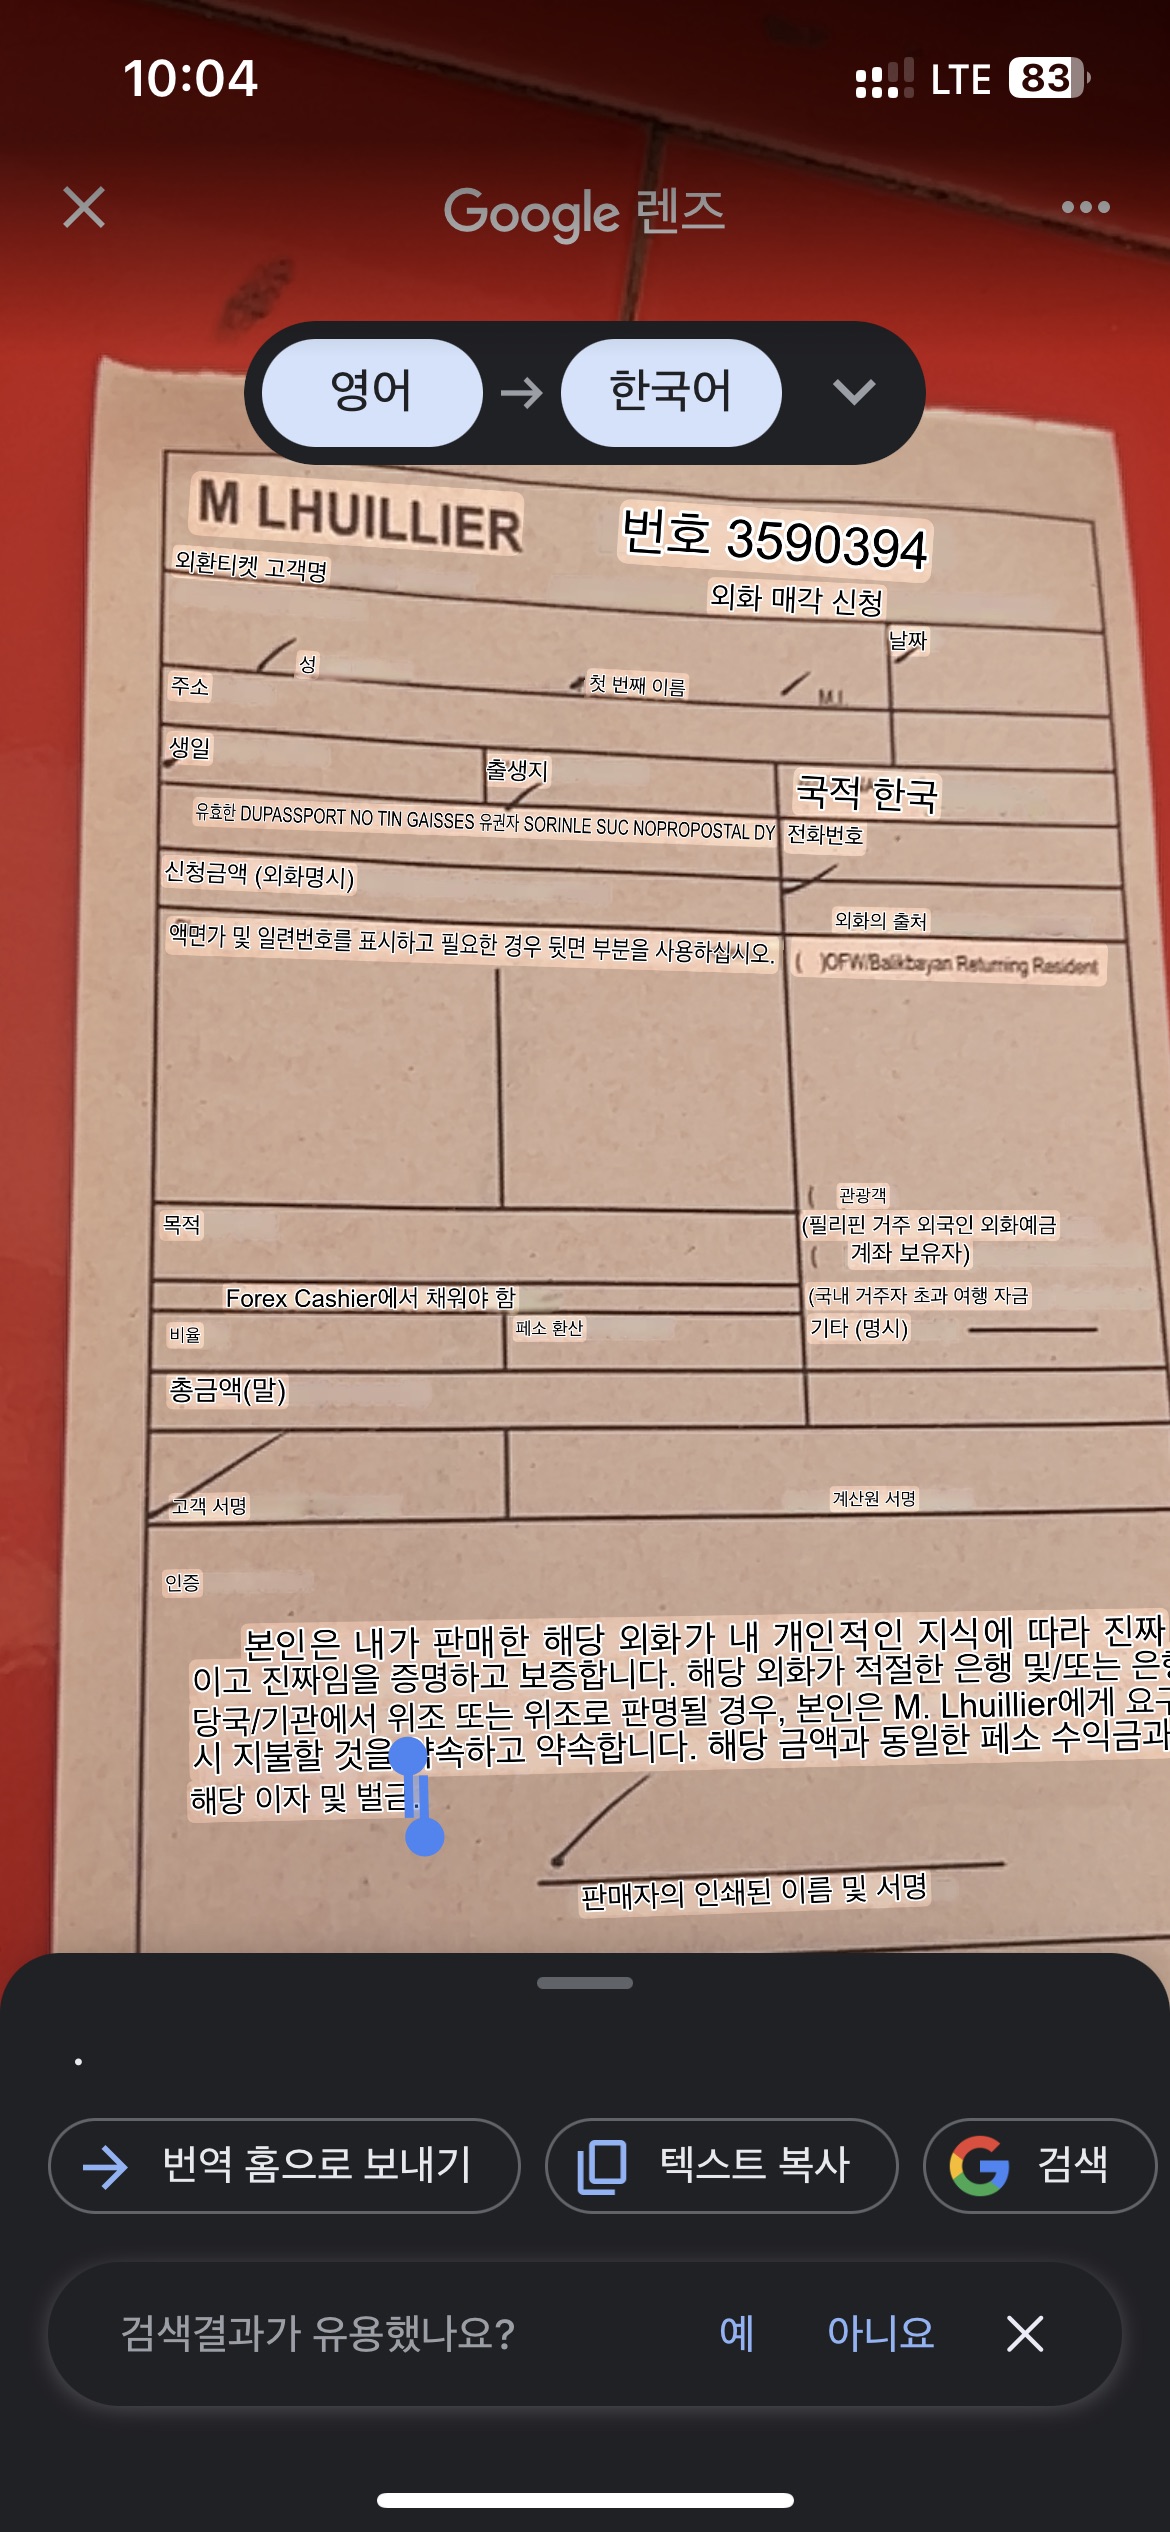 10:04
LTE 83
Google 렌즈
영어 → 한국어
M LHUILLIER
번호 3590394
외환티켓 고객명
외화 매각 신청
날짜
성
첫 번째 이름
M.I.
주소
생일
출생지
국적 한국
유효한 DUPASSPORT NO TIN GAISSES 유권자 SORINLE SUC NOPROPOSTAL DY
전화번호
신청금액 (외화명시)
외화의 출처
액면가 및 일련번호를 표시하고 필요한 경우 뒷면 부분을 사용하십시오.
( )OFW/Balikbayan Returning Resident
( 관광객
목적
(필리핀 거주 외국인 외화예금
( 계좌 보유자)
Forex Cashier에서 채워야 함
(국내 거주자 초과 여행 자금
비율
페소 환산
기타 (명시)
총금액(말)
고객 서명
계산원 서명
인증
본인은 내가 판매한 해당 외화가 내 개인적인 지식에 따라 진짜
이고 진짜임을 증명하고 보증합니다. 해당 외화가 적절한 은행 및/또는 은행
당국/기관에서 위조 또는 위조로 판명될 경우, 본인은 M. Lhuillier에게 요구
시 지불할 것을 약속하고 약속합니다. 해당 금액과 동일한 페소 수익금과
해당 이자 및 벌금.
판매자의 인쇄된 이름 및 서명
.
번역 홈으로 보내기
텍스트 복사
검색
검색결과가 유용했나요?
예
아니요